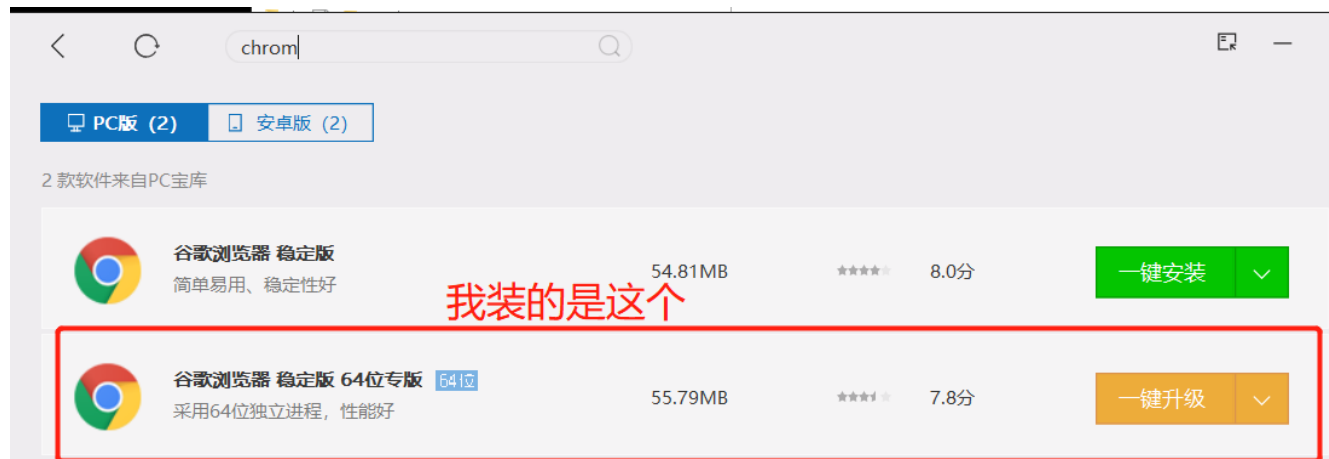 chrom
PC版 (2)
安卓版 (2)
2 款软件来自PC宝库
谷歌浏览器 稳定版
简单易用、稳定性好
54.81MB
8.0分
一键安装
我装的是这个
谷歌浏览器 稳定版 64位专版 64位
采用64位独立进程，性能好
55.79MB
7.8分
一键升级